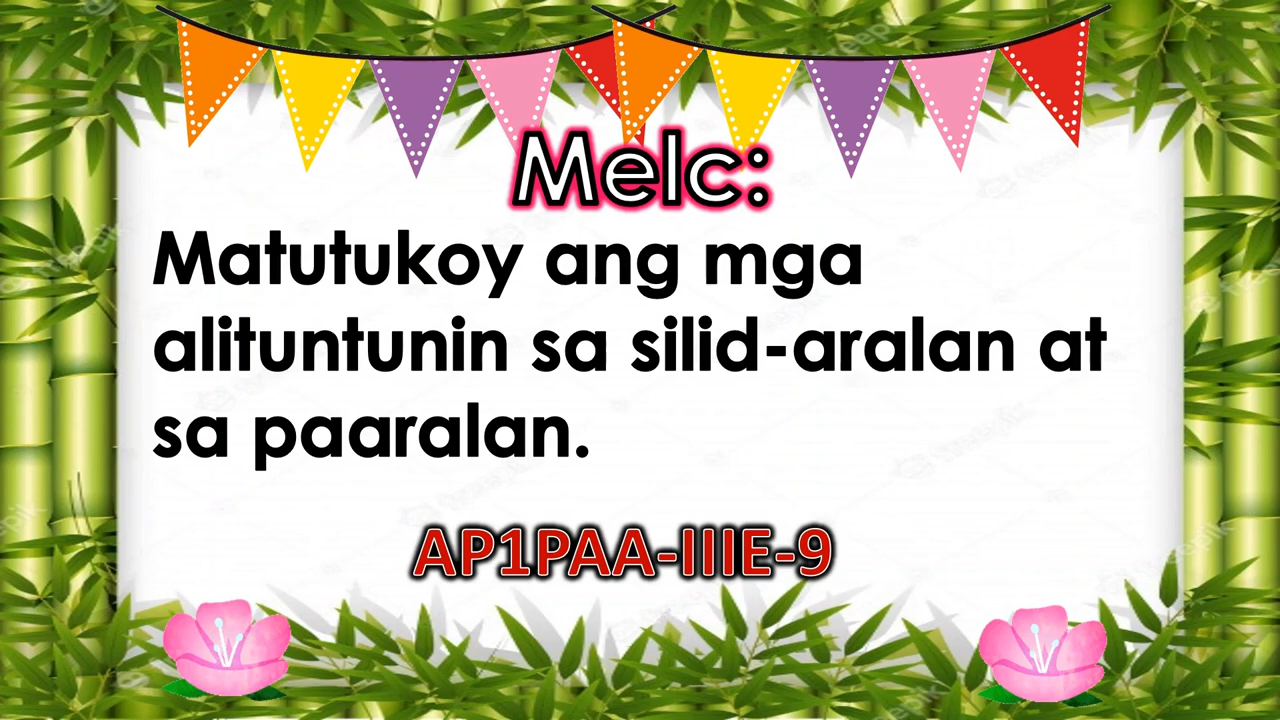 Melc:
Matutukoy ang mga
alituntunin sa silid-aralan at
sa paaralan.
AP1PAA-IIIE-9